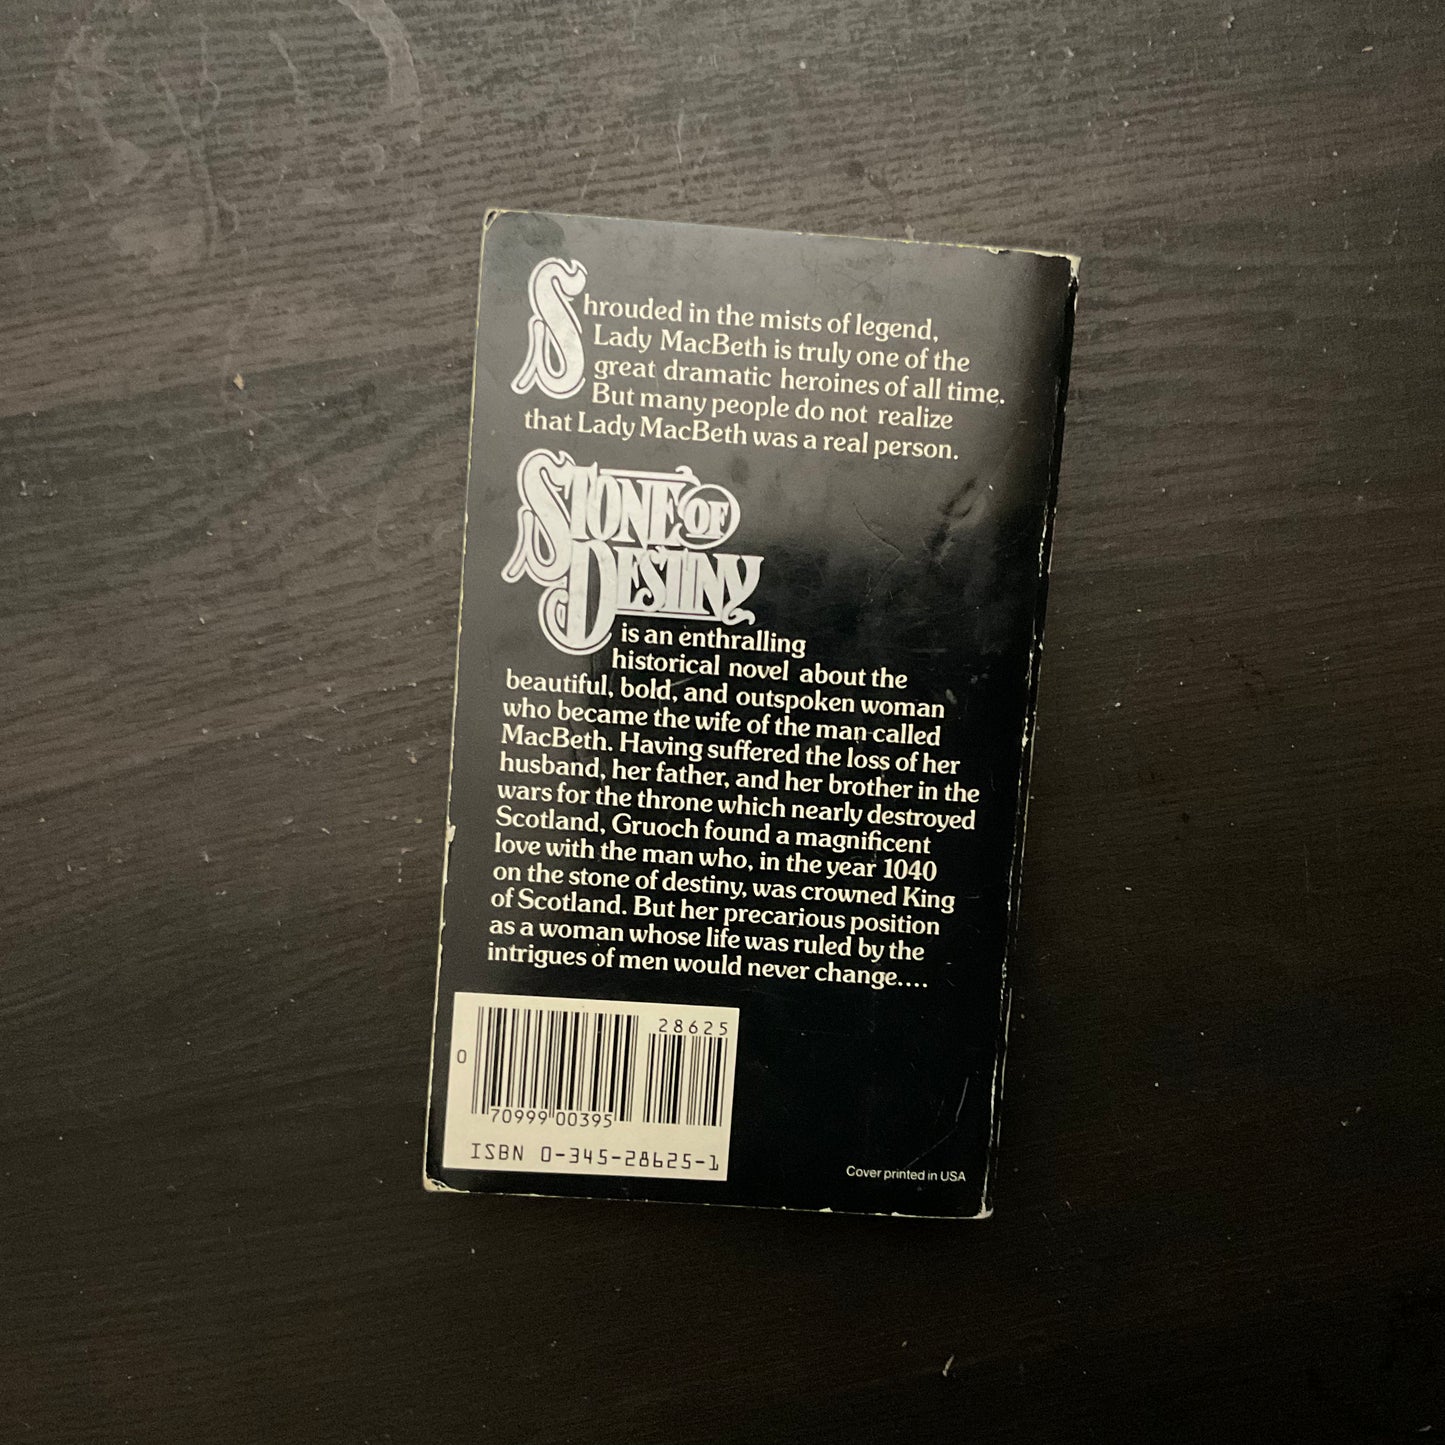 Shrouded in the mists of legend,
Lady MacBeth is truly one of the
great dramatic heroines of all time.
But many people do not realize
that Lady MacBeth was a real person.
STONE OF
DESTINY
is an enthralling
historical novel about the
beautiful, bold, and outspoken woman
who became the wife of the man called
MacBeth. Having suffered the loss of her
husband, her father, and her brother in the
wars for the throne which nearly destroyed
Scotland, Gruoch found a magnificent
love with the man who, in the year 1040
on the stone of destiny, was crowned King
of Scotland. But her precarious position
as a woman whose life was ruled by the
intrigues of men would never change....
28625
0
70999 00395
ISBN 0-345-28625-1
Cover printed in USA